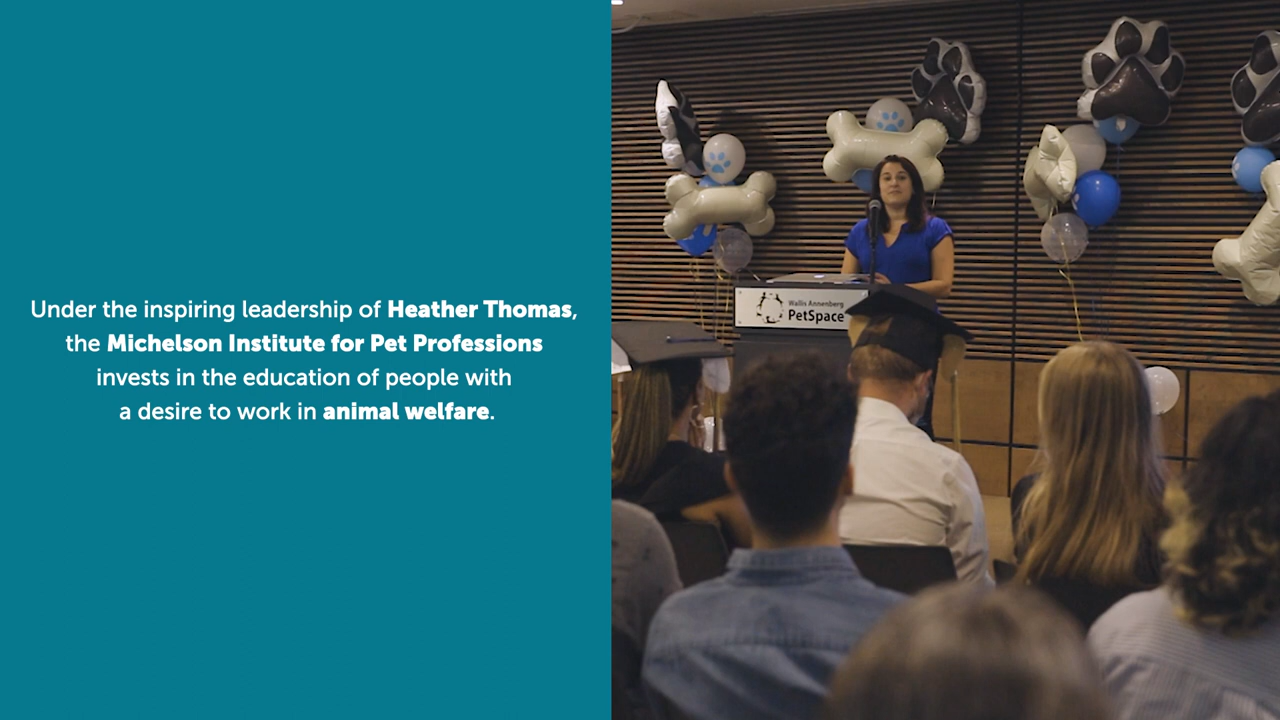 Under the inspiring leadership of Heather Thomas,
the Michelson Institute for Pet Professions
invests in the education of people with
a desire to work in animal welfare.
Wallis Annenberg
PetSpace